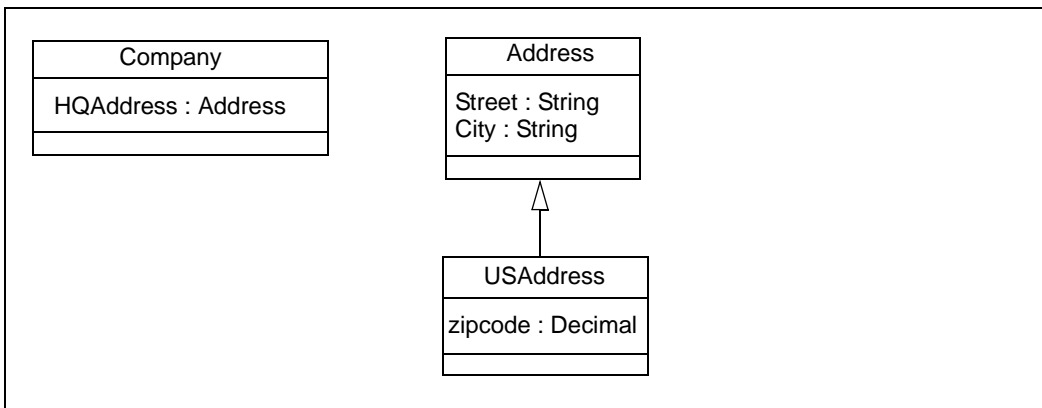 Company
HQAddress : Address
Address
Street : String
City : String
USAddress
zipcode : Decimal